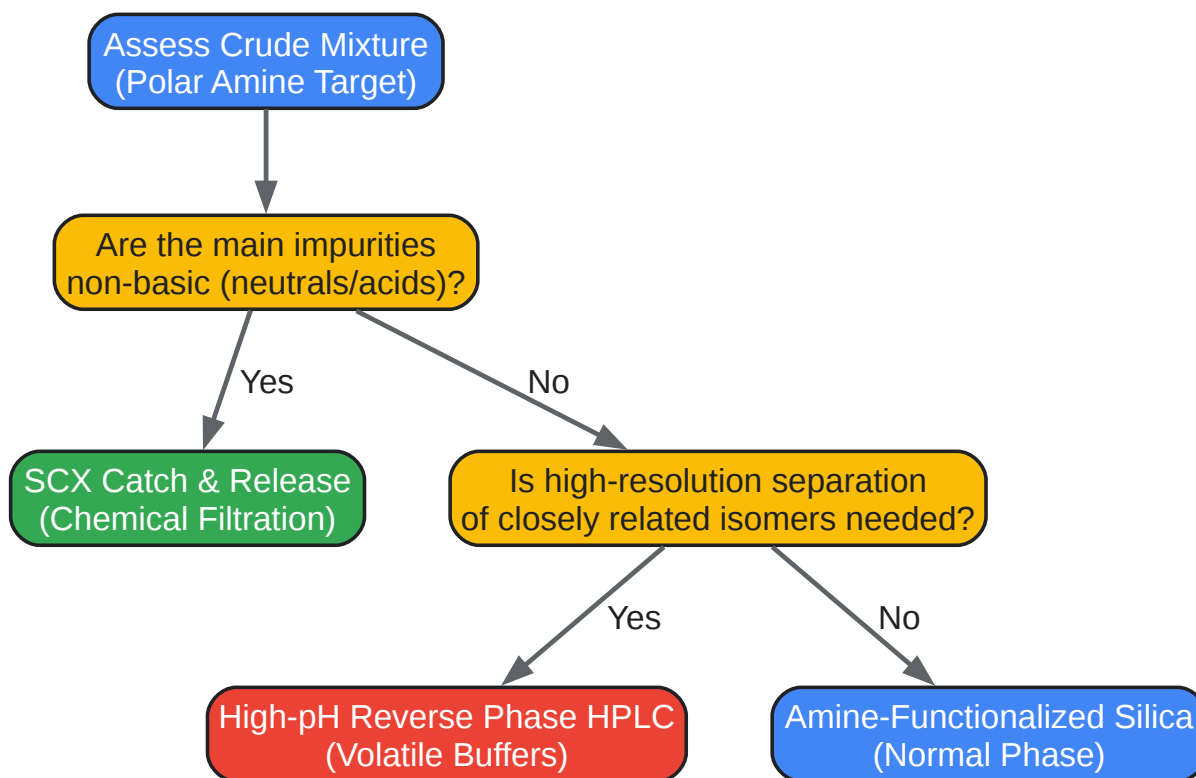 Assess Crude Mixture
(Polar Amine Target)
Are the main impurities
non-basic (neutrals/acids)?
Yes
No
SCX Catch & Release
(Chemical Filtration)
Is high-resolution separation
of closely related isomers needed?
Yes
No
High-pH Reverse Phase HPLC
(Volatile Buffers)
Amine-Functionalized Silica
(Normal Phase)